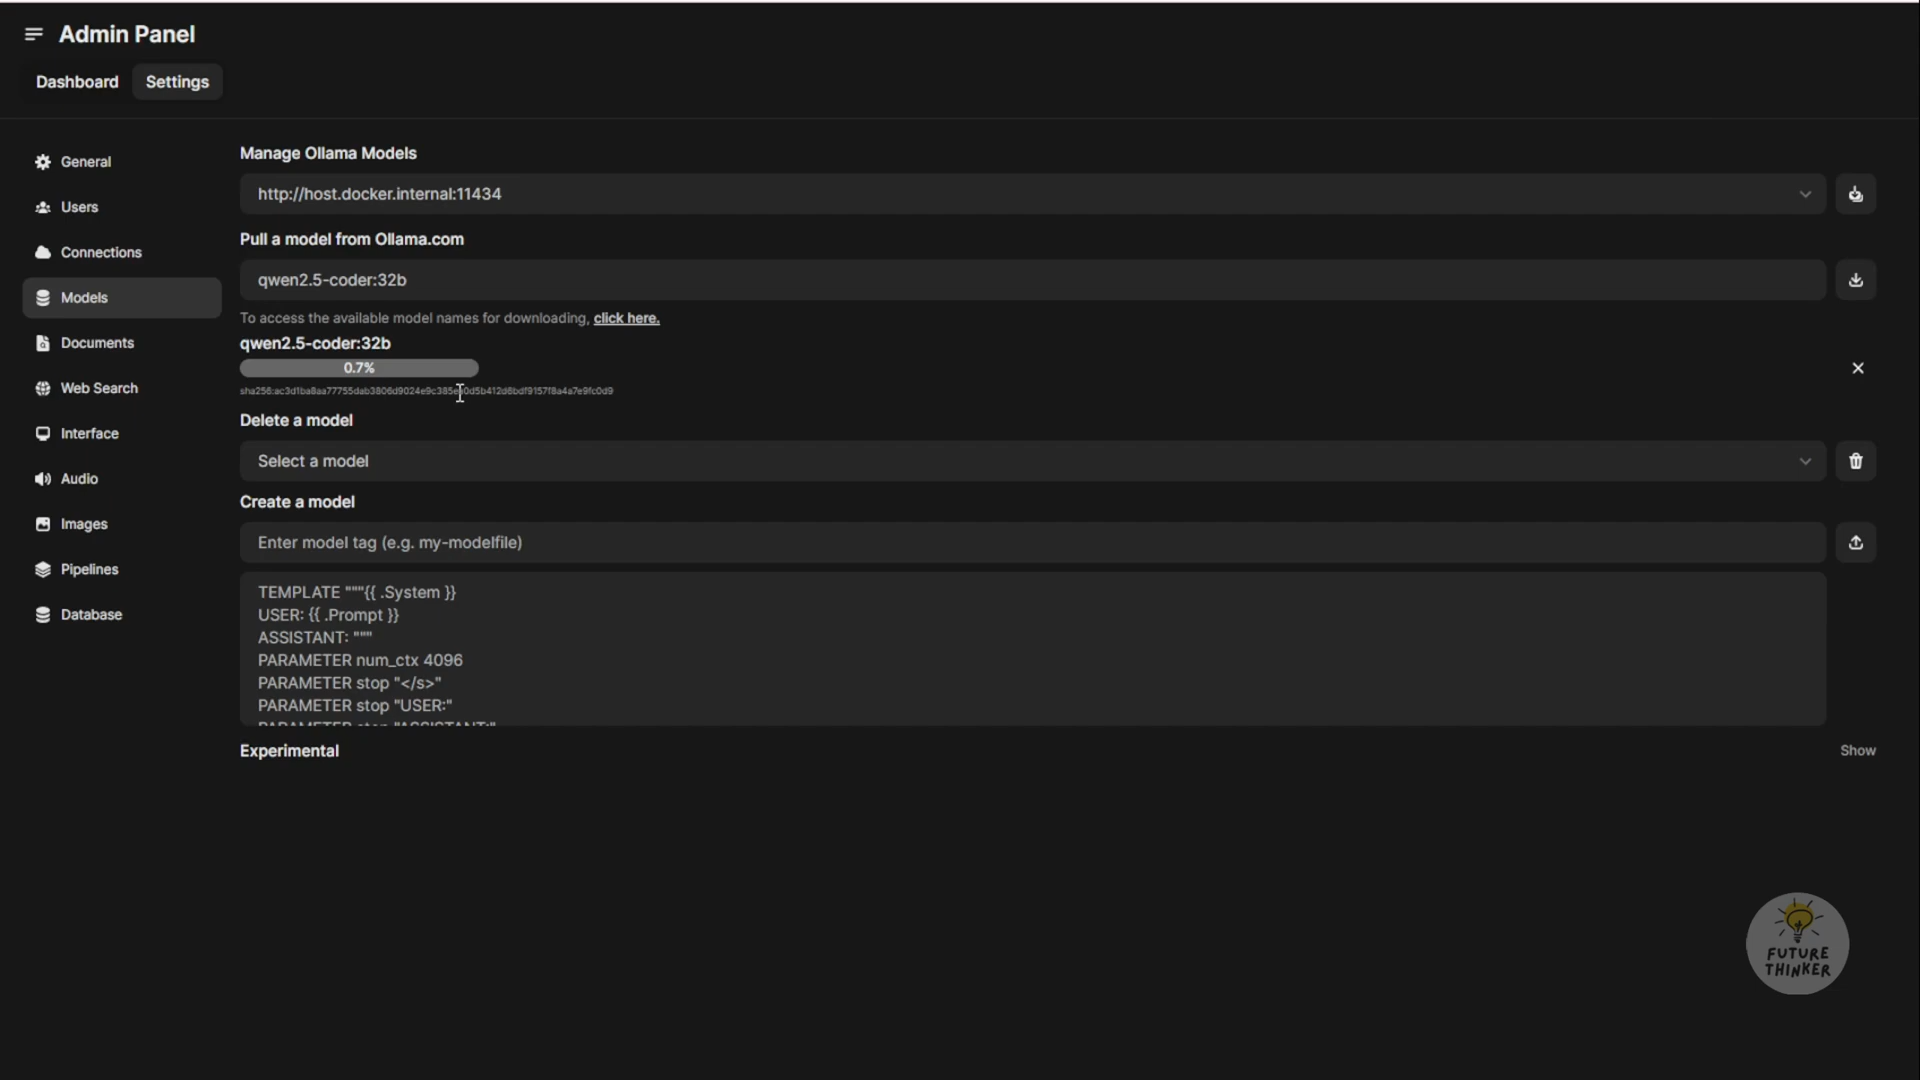 Admin Panel
Dashboard Settings
General
Users
Connections
Models
Documents
Web Search
Interface
Audio
Images
Pipelines
Database
Manage Ollama Models
http://host.docker.internal:11434
Pull a model from Ollama.com
qwen2.5-coder:32b
To access the available model names for downloading, click here.
qwen2.5-coder:32b
0.7%
Delete a model
Select a model
Create a model
Enter model tag (e.g. my-modelfile)
TEMPLATE """{{ .System }}
USER: {{ .Prompt }}
ASSISTANT: """
PARAMETER num_ctx 4096
PARAMETER stop "</s>"
PARAMETER stop "USER:"
PARAMETER stop "ASSISTANT:"
Experimental
Show
FUTURE
THINKER